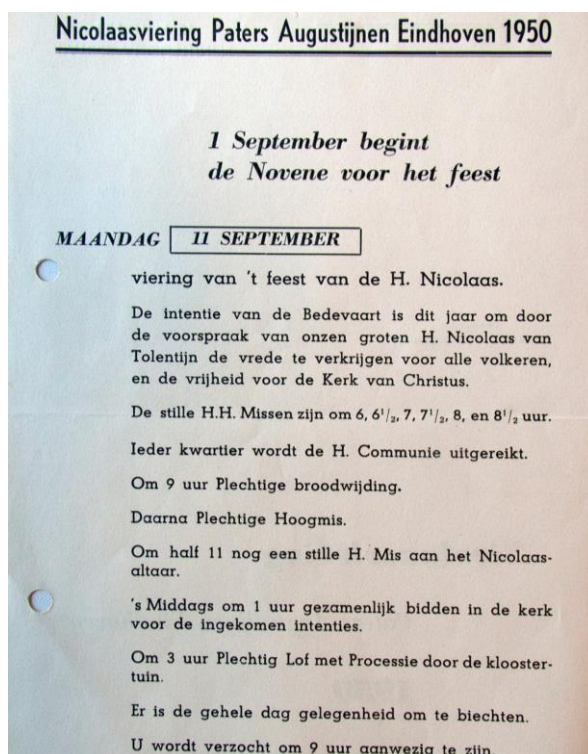 Nicolaasviering Paters Augustijnen Eindhoven 1950
1 September begint
de Novene voor het feest
MAANDAG 11 SEPTEMBER
viering van 't feest van de H. Nicolaas.
De intentie van de Bedevaart is dit jaar om door
de voorspraak van onzen groten H. Nicolaas van
Tolentijn de vrede te verkrijgen voor alle volkeren,
en de vrijheid voor de Kerk van Christus.
De stille H.H. Missen zijn om 6, 6¹/₂, 7, 7¹/₂, 8, en 8¹/₂ uur.
Ieder kwartier wordt de H. Communie uitgereikt.
Om 9 uur Plechtige broodwijding.
Daarna Plechtige Hoogmis.
Om half 11 nog een stille H. Mis aan het Nicolaas-
altaar.
's Middags om 1 uur gezamenlijk bidden in de kerk
voor de ingekomen intenties.
Om 3 uur Plechtig Lof met Processie door de klooster-
tuin.
Er is de gehele dag gelegenheid om te biechten.
U wordt verzocht om 9 uur aanwezig te zijn